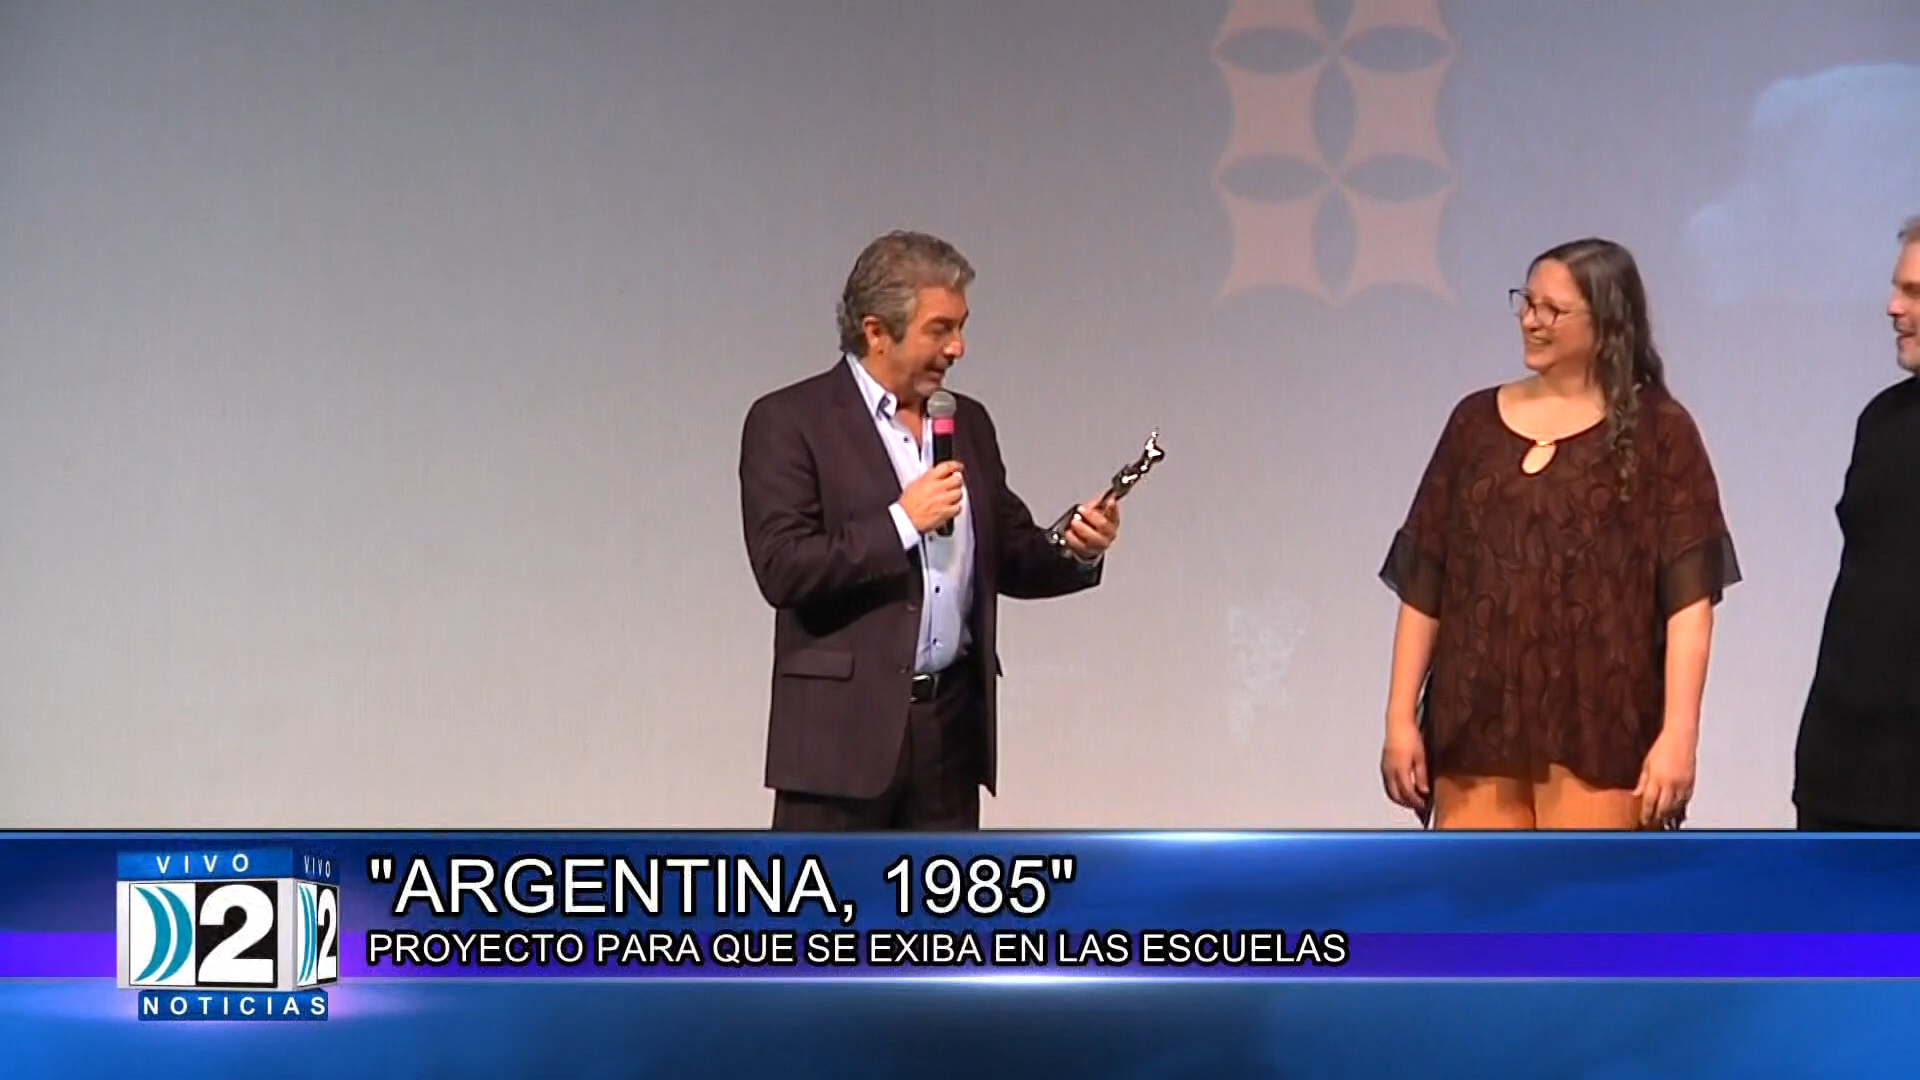 VIVO
VIVO
2
2
NOTICIAS
"ARGENTINA, 1985"
PROYECTO PARA QUE SE EXIBA EN LAS ESCUELAS